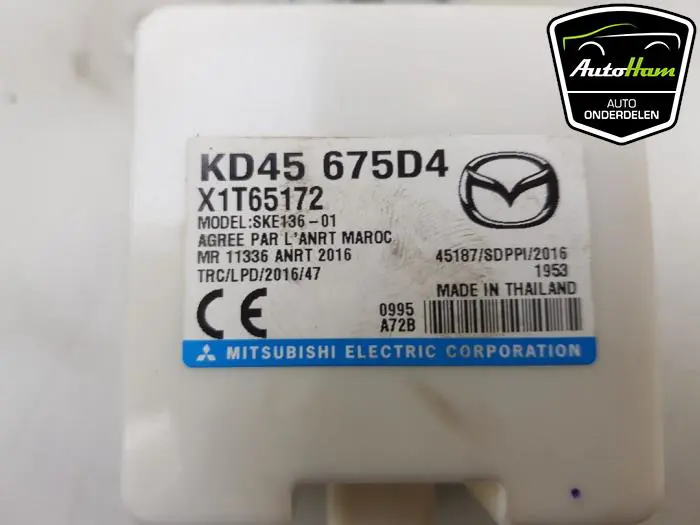 AutoHam
AUTO
ONDERDELEN
KD45 675D4
X1T65172
MODEL:SKE136-01
AGREE PAR L'ANRT MAROC
MR 11336 ANRT 2016
TRC/LPD/2016/47
45187/SDPPI/2016
1953
MADE IN THAILAND
CE
0995
A72B
MITSUBISHI ELECTRIC CORPORATION